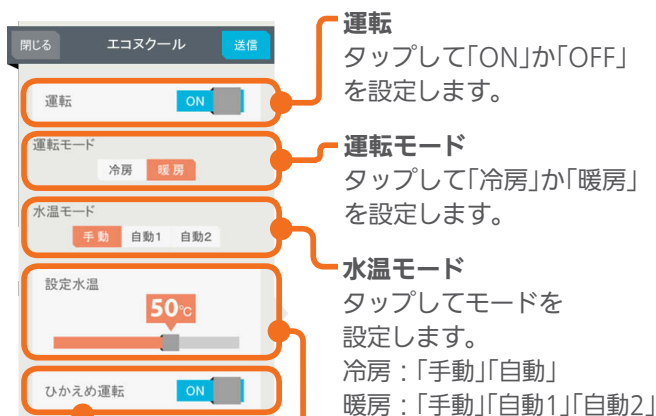 閉じる エコヌクール 送信
運転 ON
運転モード
冷房 暖房
水温モード
手動 自動1 自動2
設定水温
50℃
ひかえめ運転 ON
運転
タップして「ON」か「OFF」
を設定します。
運転モード
タップして「冷房」か「暖房」
を設定します。
水温モード
タップしてモードを
設定します。
冷房：「手動」「自動」
暖房：「手動」「自動1」「自動2」